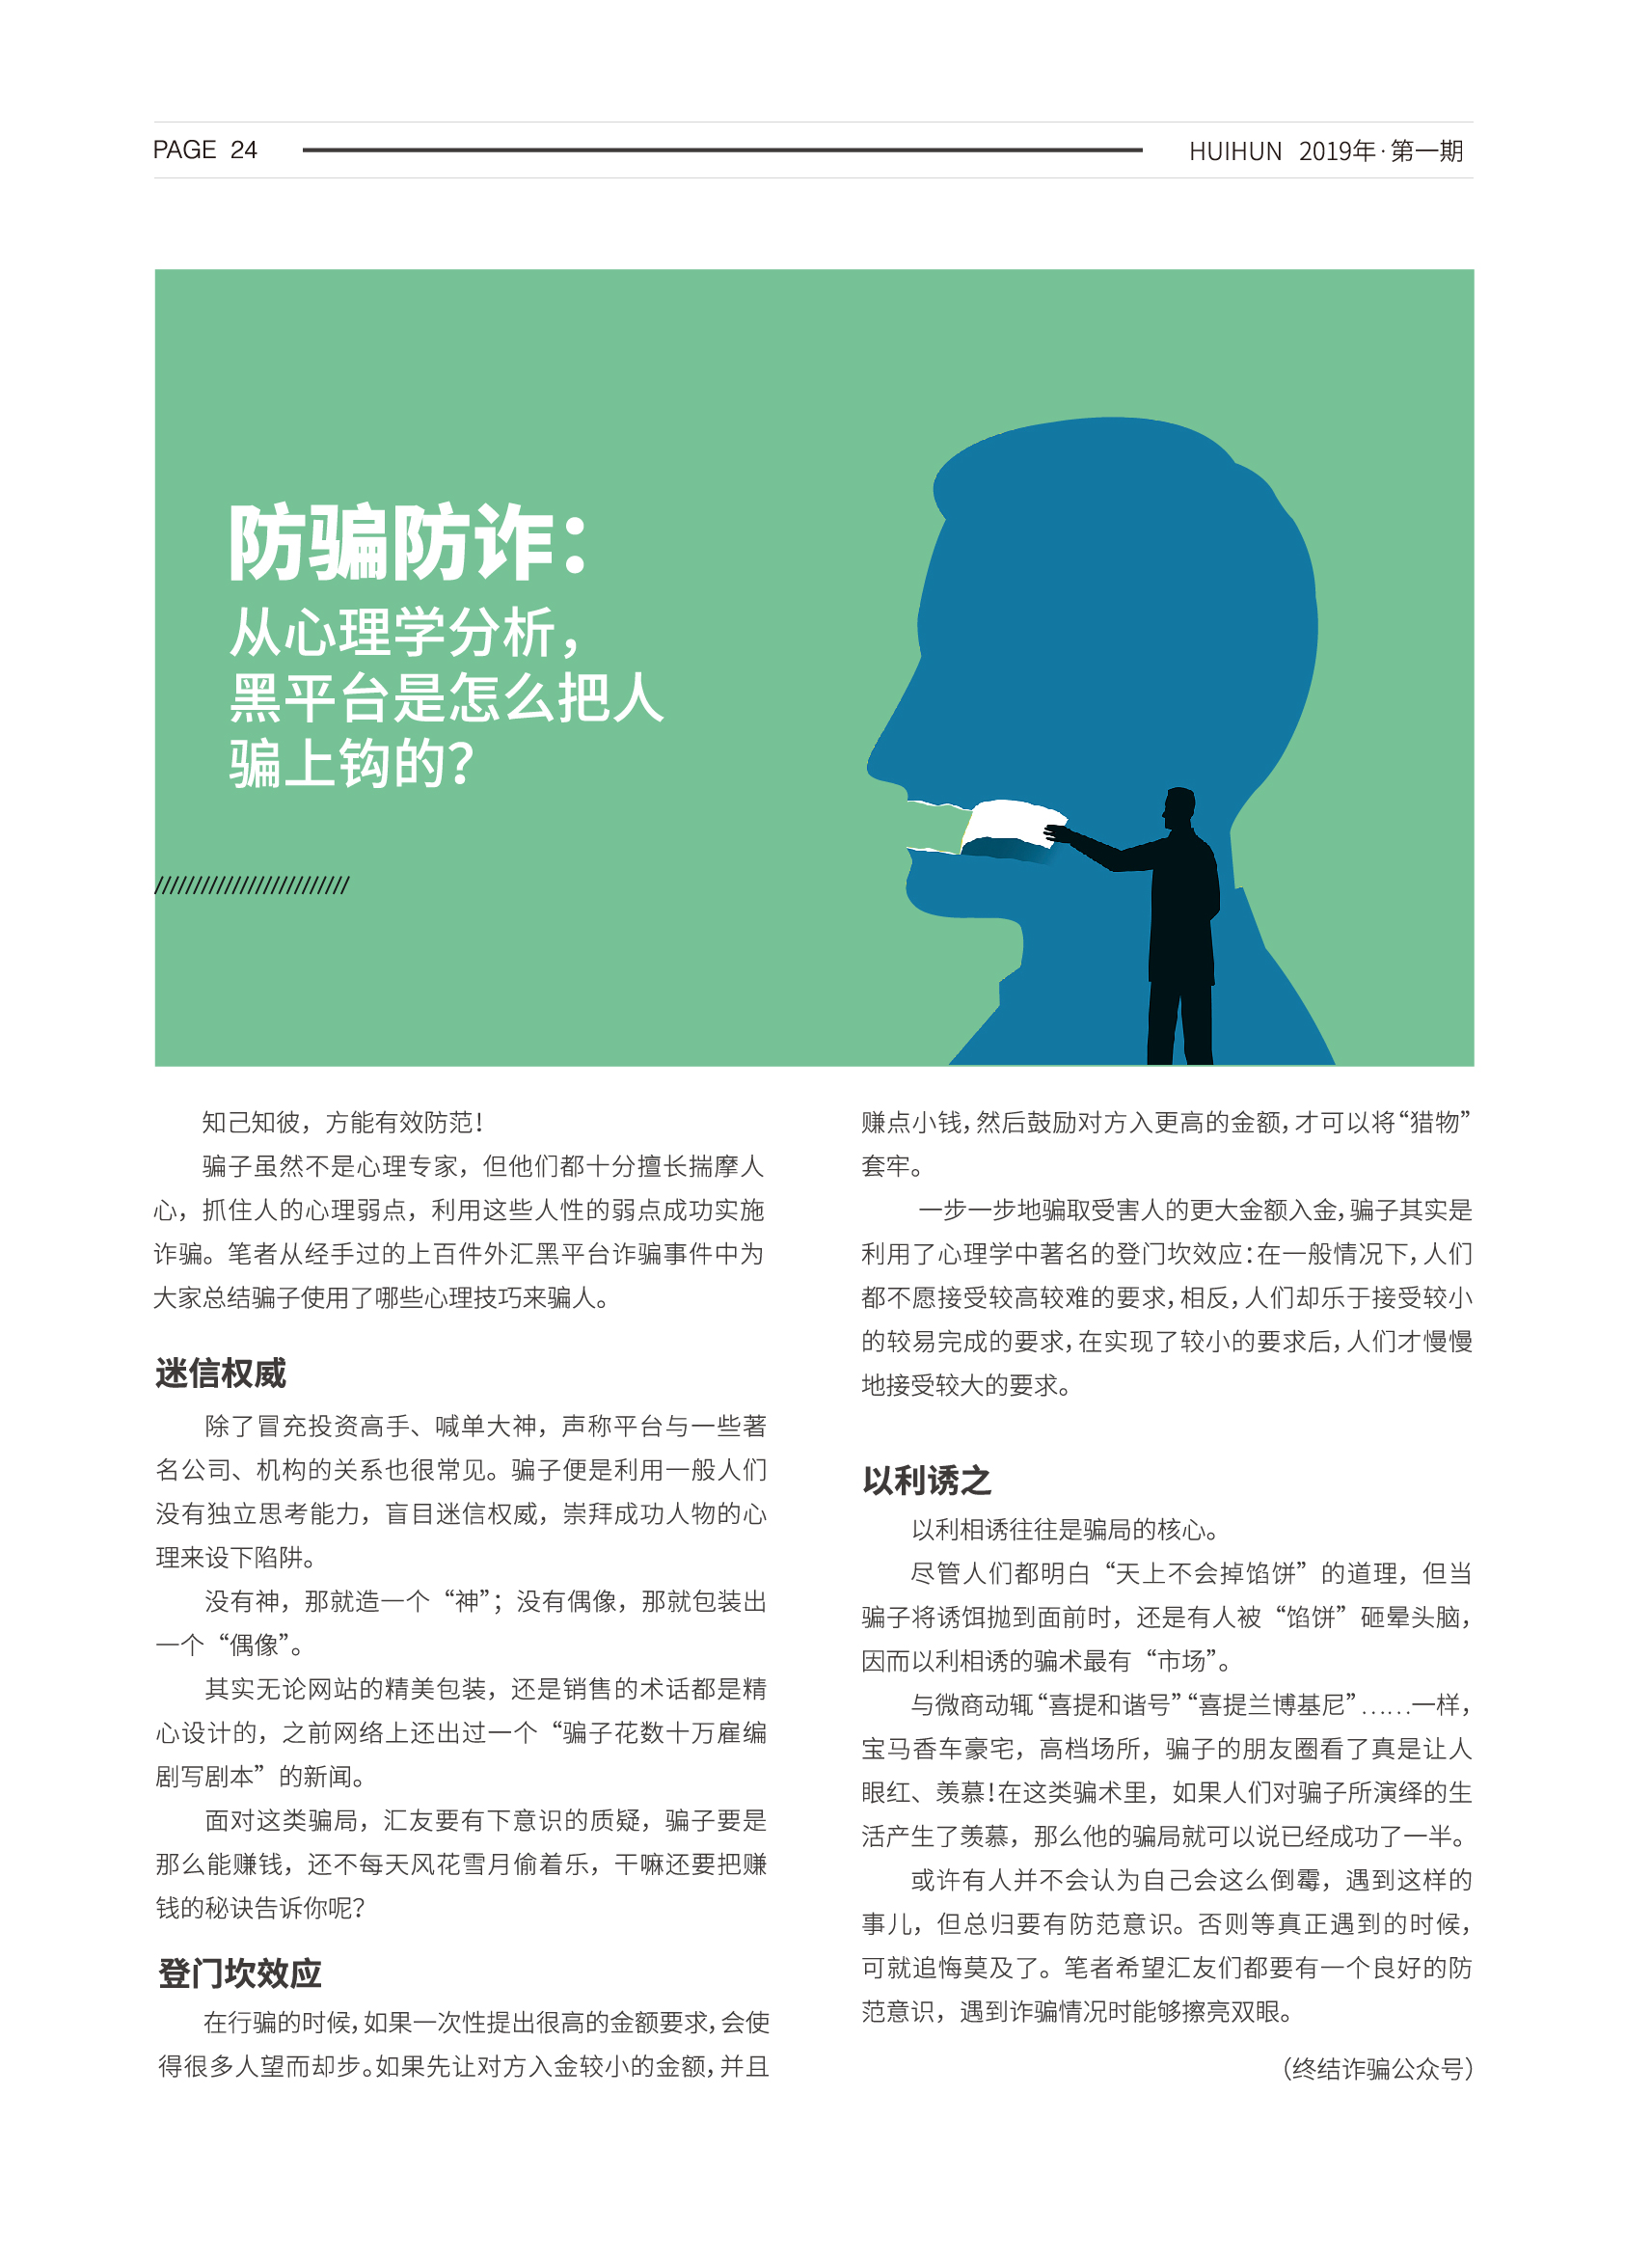 PAGE 24
HUIHUN 2019年·第一期
防骗防诈：
从心理学分析，
黑平台是怎么把人
骗上钩的？
知己知彼，方能有效防范！
骗子虽然不是心理专家，但他们都十分擅长揣摩人
心，抓住人的心理弱点，利用这些人性的弱点成功实施
诈骗。笔者从经手过的上百件外汇黑平台诈骗事件中为
大家总结骗子使用了哪些心理技巧来骗人。
迷信权威
除了冒充投资高手、喊单大神，声称平台与一些著
名公司、机构的关系也很常见。骗子便是利用一般人们
没有独立思考能力，盲目迷信权威，崇拜成功人物的心
理来设下陷阱。
没有神，那就造一个“神”；没有偶像，那就包装出
一个“偶像”。
其实无论网站的精美包装，还是销售的术话都是精
心设计的，之前网络上还出过一个“骗子花数十万雇编
剧写剧本”的新闻。
面对这类骗局，汇友要有下意识的质疑，骗子要是
那么能赚钱，还不每天风花雪月偷着乐，干嘛还要把赚
钱的秘诀告诉你呢？
登门坎效应
在行骗的时候，如果一次性提出很高的金额要求，会使
得很多人望而却步。如果先让对方入金较小的金额，并且
赚点小钱，然后鼓励对方入更高的金额，才可以将“猎物”
套牢。
一步一步地骗取受害人的更大金额入金，骗子其实是
利用了心理学中著名的登门坎效应：在一般情况下，人们
都不愿接受较高较难的要求，相反，人们却乐于接受较小
的较易完成的要求，在实现了较小的要求后，人们才慢慢
地接受较大的要求。
以利诱之
以利相诱往往是骗局的核心。
尽管人们都明白“天上不会掉馅饼”的道理，但当
骗子将诱饵抛到面前时，还是有人被“馅饼”砸晕头脑，
因而以利相诱的骗术最有“市场”。
与微商动辄“喜提和谐号”“喜提兰博基尼”……一样，
宝马香车豪宅，高档场所，骗子的朋友圈看了真是让人
眼红、羡慕！在这类骗术里，如果人们对骗子所演绎的生
活产生了羡慕，那么他的骗局就可以说已经成功了一半。
或许有人并不会认为自己会这么倒霉，遇到这样的
事儿，但总归要有防范意识。否则等真正遇到的时候，
可就追悔莫及了。笔者希望汇友们都要有一个良好的防
范意识，遇到诈骗情况时能够擦亮双眼。
（终结诈骗公众号）